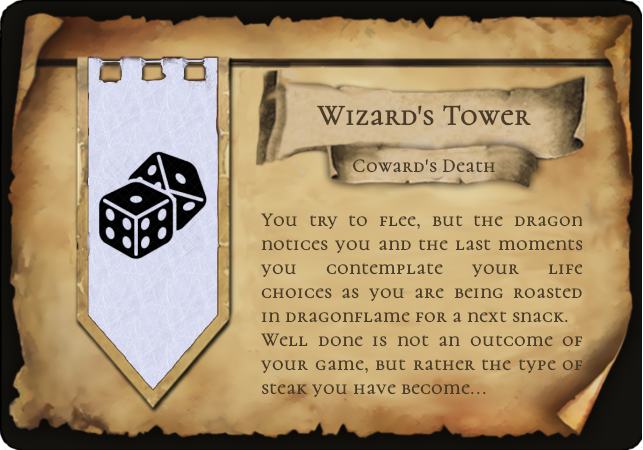 Wizard's Tower
Coward's Death
You try to flee, but the dragon
notices you and the last moments
you contemplate your life
choices as you are being roasted
in dragonflame for a next snack.
Well done is not an outcome of
your game, but rather the type of
steak you have become...